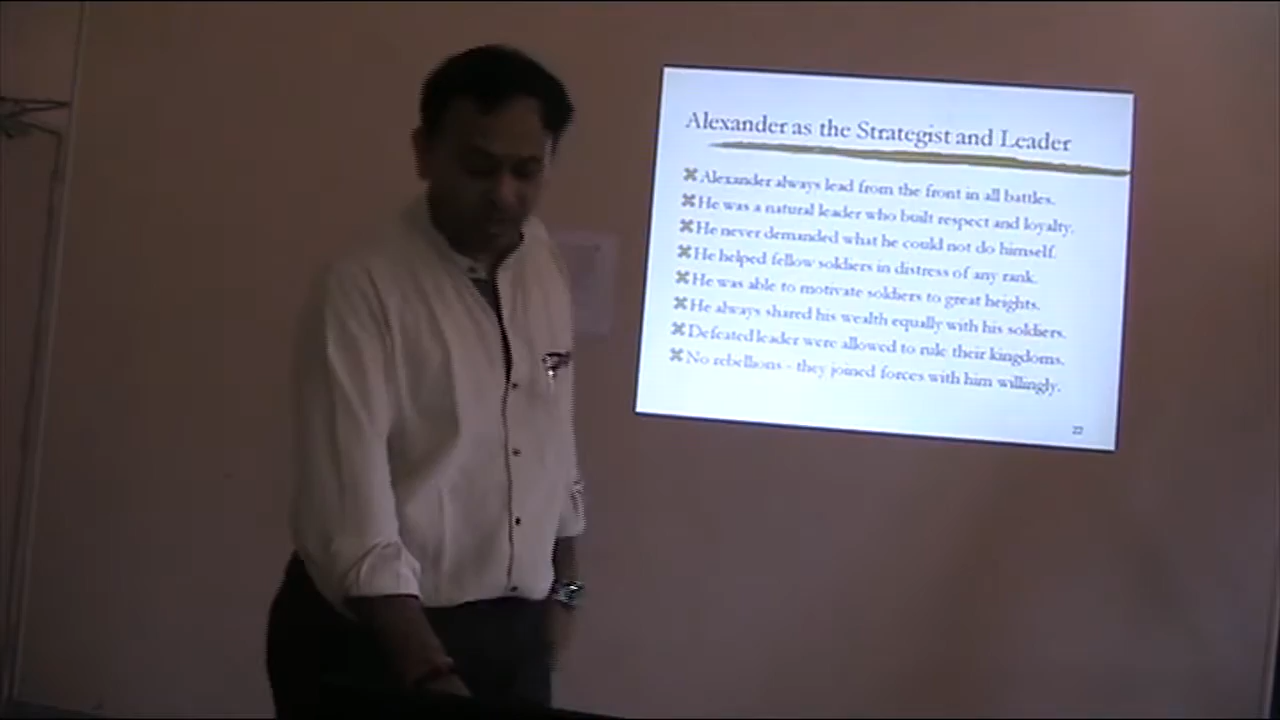 Alexander as the Strategist and Leader
Alexander always lead from the front in all battles.
He was a natural leader who built respect and loyalty.
He never demanded what he could not do himself.
He helped fellow soldiers in distress of any rank.
He was able to motivate soldiers to great heights.
He always shared his wealth equally with his soldiers.
Defeated leader were allowed to rule their kingdoms.
No rebellions - they joined forces with him willingly.
22